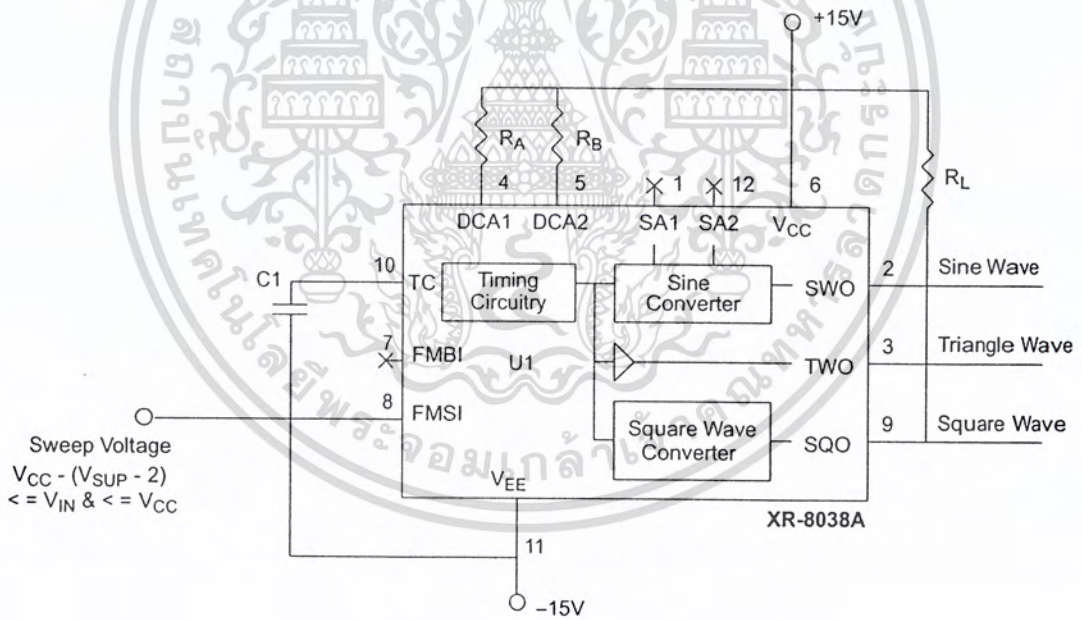 +15V
R_A
R_B
R_L
4
5
1
12
6
DCA1
DCA2
SA1
SA2
V_CC
10
TC
C1
Timing
Circuitry
Sine
Converter
SWO
2
Sine Wave
7
FMBI
U1
TWO
3
Triangle Wave
8
FMSI
Square Wave
Converter
SQO
9
Square Wave
Sweep Voltage
V_CC - (V_SUP - 2)
< = V_IN & < = V_CC
V_EE
XR-8038A
11
–15V